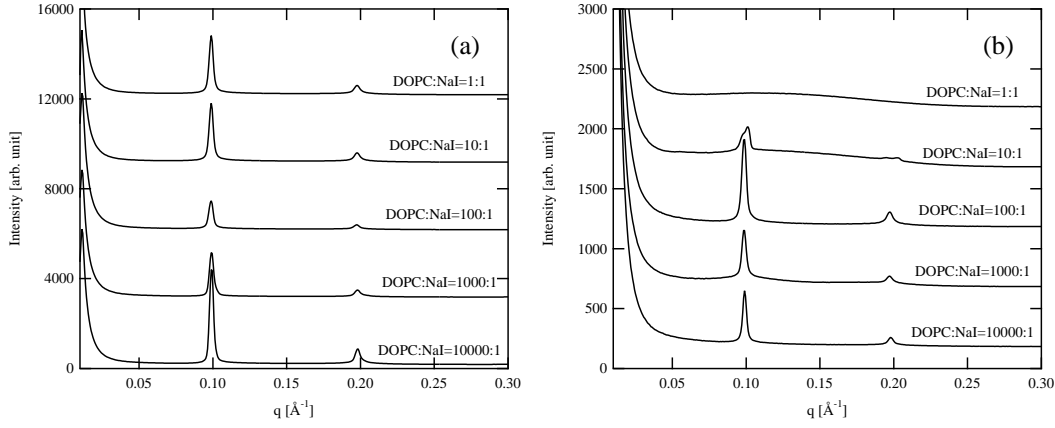 16000
12000
8000
4000
0
Intensity [arb. unit]
(a)
DOPC:NaI=1:1
DOPC:NaI=10:1
DOPC:NaI=100:1
DOPC:NaI=1000:1
DOPC:NaI=10000:1
0.05 0.10 0.15 0.20 0.25 0.30
q [Å⁻¹]
3000
2500
2000
1500
1000
500
0
Intensity [arb. unit]
(b)
DOPC:NaI=1:1
DOPC:NaI=10:1
DOPC:NaI=100:1
DOPC:NaI=1000:1
DOPC:NaI=10000:1
0.05 0.10 0.15 0.20 0.25 0.30
q [Å⁻¹]